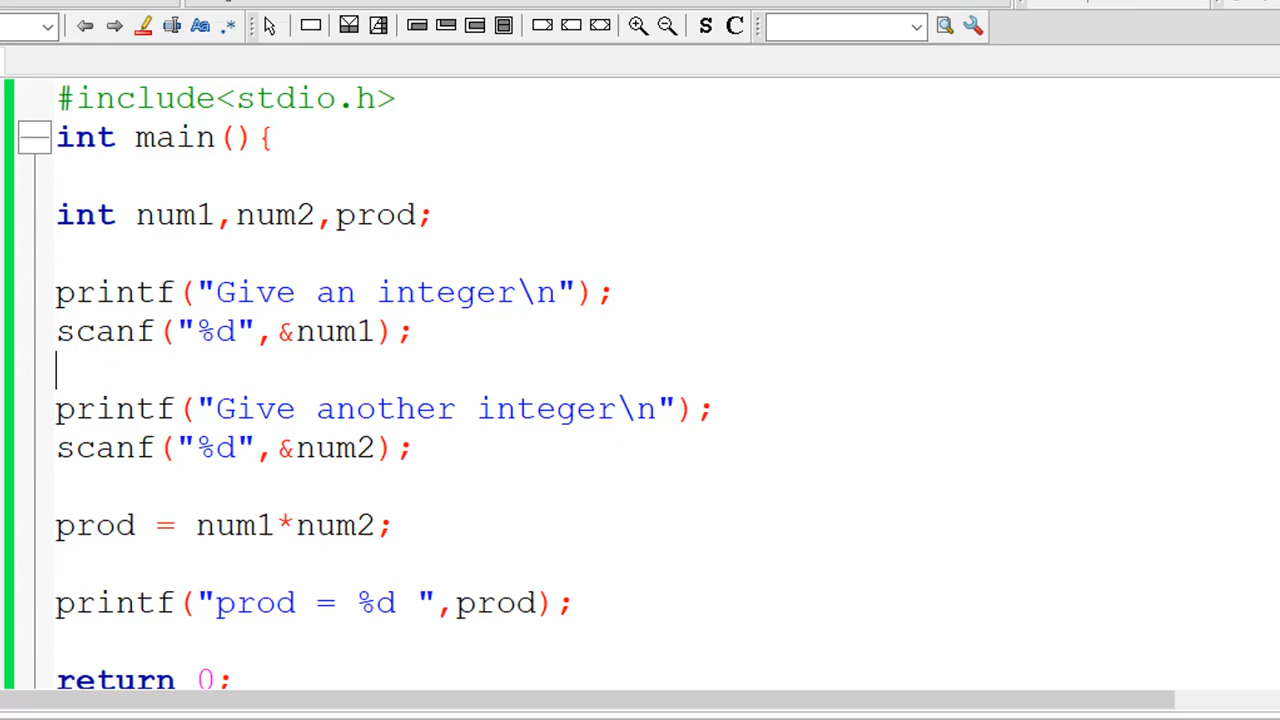 #include<stdio.h>
int main(){
int num1,num2,prod;
printf("Give an integer\n");
scanf("%d",&num1);
printf("Give another integer\n");
scanf("%d",&num2);
prod = num1*num2;
printf("prod = %d ",prod);
return 0;